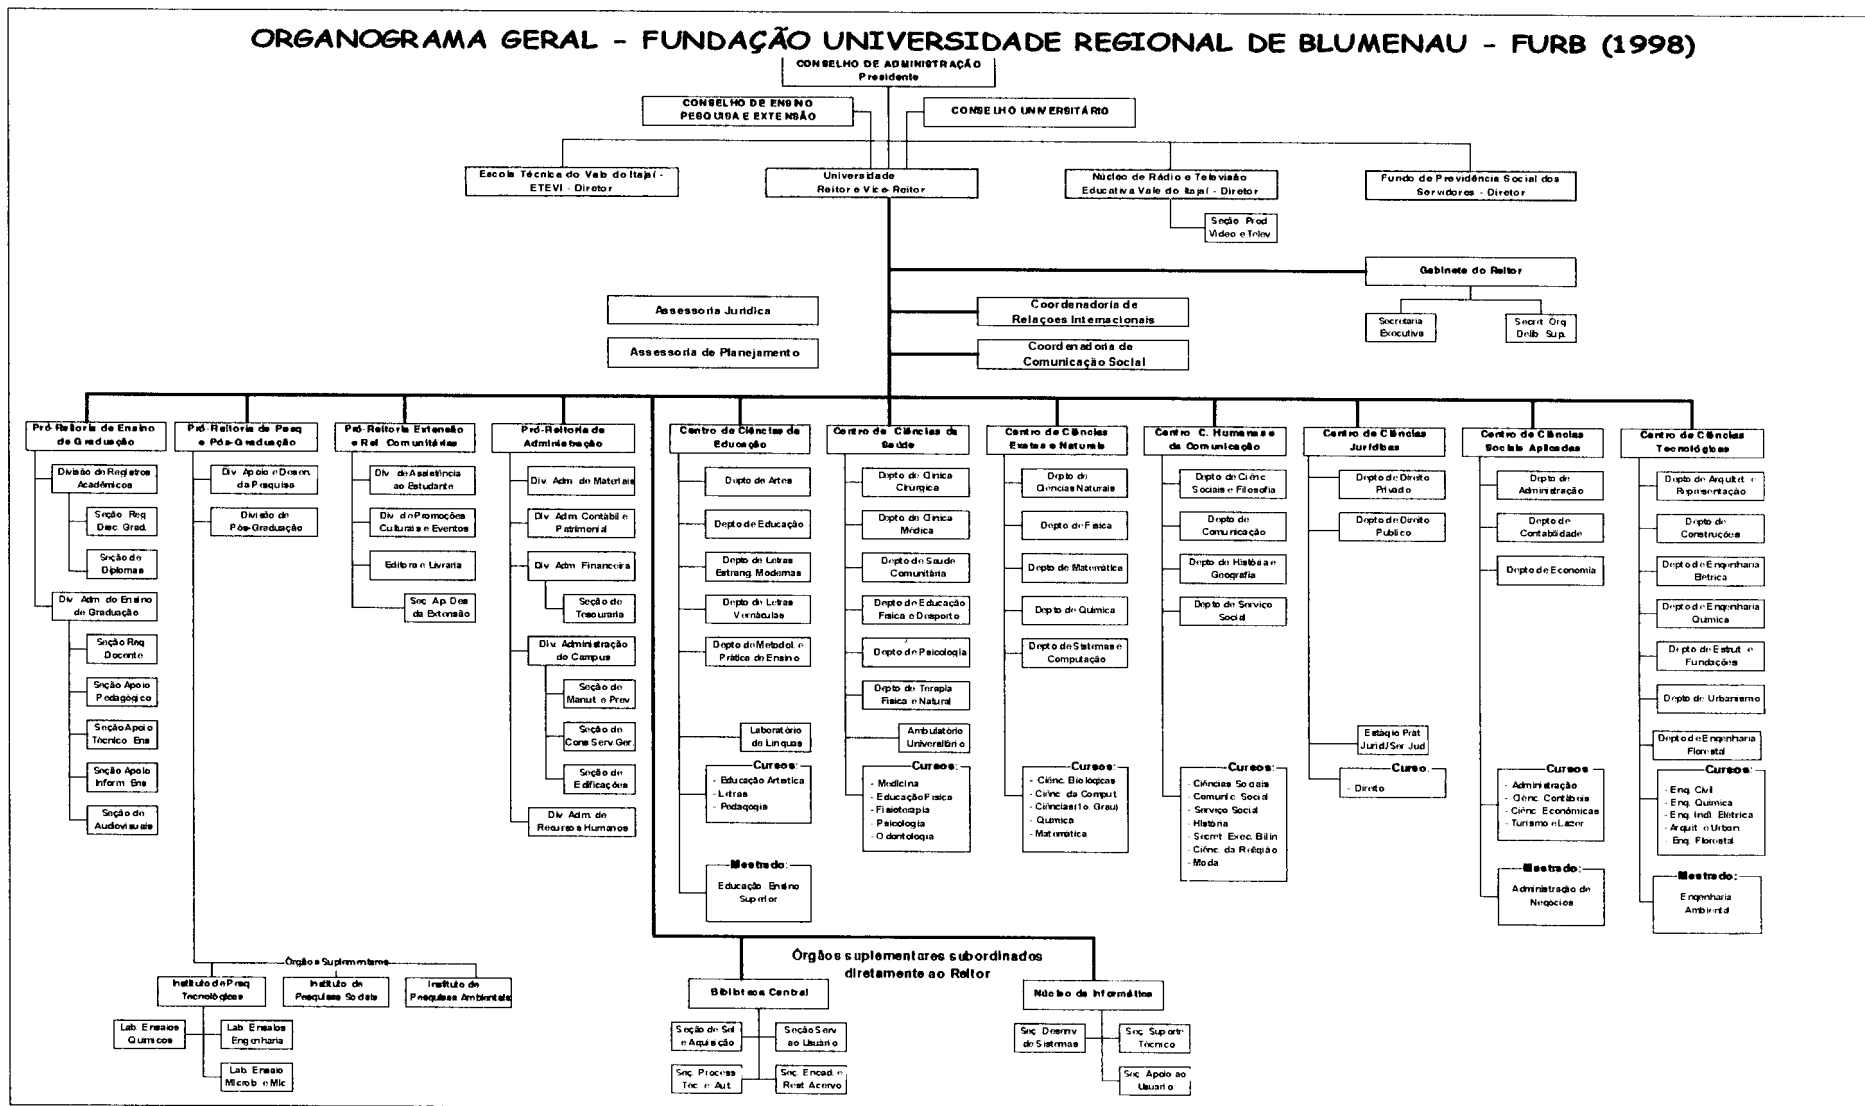 ORGANOGRAMA GERAL - FUNDAÇÃO UNIVERSIDADE REGIONAL DE BLUMENAU - FURB (1998)
CONSELHO DE ADMINISTRAÇÃO
Presidente
CONSELHO DE ENSINO
PESQUISA E EXTENSÃO
CONSELHO UNIVERSITÁRIO
Escola Técnica do Vale do Itajaí -
ETEVI - Diretor
Universidade
Reitor e Vice-Reitor
Núcleo de Rádio e Televisão
Educativa Vale do Itajaí - Diretor
Fundo de Previdência Social dos
Servidores - Diretor
Seção Prod
Vídeo e Telev
Gabinete do Reitor
Secretaria
Executiva
Secret Org
Delib Sup.
Assessoria Jurídica
Coordenadoria de
Relaçoes Internacionais
Assessoria de Planejamento
Coordenadoria de
Comunicação Social
Pró-Reitoria de Ensino
de Graduação
Divisão de Registros
Acadêmicos
Seção Reg
Disc. Grad.
Seção de
Diplomas
Div. Adm. do Ensino
de Graduação
Seção Reg
Docente
Seção Apoio
Pedagógico
Seção Apoio
Técnico Ens
Seção Apoio
Inform Ens
Seção de
Audiovisuais
Pró-Reitoria de Pesq
e Pós-Graduação
Div. Apoio e Desen.
da Pesquisa
Divisão de
Pós-Graduação
Pró-Reitoria Extensão
e Rel. Comunitárias
Div. de Assistência
ao Estudante
Div. de Promoções
Culturais e Eventos
Editora e Livraria
Seç. Ap. Des
da Extensão
Pró-Reitoria de
Administração
Div. Adm. de Materiais
Div. Adm Contábil e
Patrimonial
Div. Adm Financeira
Seção de
Tesouraria
Div. Administração
do Campus
Seção de
Manut. e Prev
Seção de
Cons Serv.Ger.
Seção de
Edificações
Div. Adm. de
Recursos Humanos
Centro de Ciências da
Educação
Depto de Artes
Depto de Educação
Depto de Letras
Estrang. Modernas
Depto de Letras
Vernáculas
Depto de Metodol. e
Prática de Ensino
Laboratório
de Línguas
Cursos:
- Educação Artística
- Letras
- Pedagogia
Mestrado:
Educação Ensino
Superior
Centro de Ciências da
Saúde
Depto de Clínica
Cirurgica
Depto de Clínica
Médica
Depto de Saude
Comunitária
Depto de Educação
Física e Desporto
Depto de Psicologia
Depto de Terapia
Física e Natural
Ambulatório
Universitário
Cursos:
- Medicina
- Educação Física
- Fisioterapia
- Psicologia
- Odontologia
Centro de Ciências
Exatas e Naturais
Depto de
Ciências Naturais
Depto de Física
Depto de Matemática
Depto de Química
Depto de Sistemas e
Computação
Cursos:
- Ciênc. Biológicas
- Ciênc. da Comput
- Ciências (1o. Grau)
- Química
- Matemática
Centro C. Humanas e
da Comunicação
Depto de Ciênc
Sociais e Filosofia
Depto de
Comunicação
Depto de História e
Geografia
Depto de Serviço
Social
Cursos:
- Ciências Sociais
- Comunic. Social
- Serviço Social
- História
- Secret. Exec. Bilin
- Ciênc. da Religião
- Moda
Centro de Ciências
Jurídicas
Depto de Direito
Privado
Depto de Direito
Publico
Estágio Prát
Juríd/Ser Jud
Curso.
- Direito
Centro de Ciências
Sociais Aplicadas
Depto de
Administração
Depto de
Contabilidade
Depto de Economia
Cursos
- Administração
- Ciênc. Contábeis
- Ciênc. Econômicas
- Turismo e Lazer
Mestrado:
Administração de
Negócios
Centro de Ciências
Tecnológicas
Depto de Arquitet. e
Representação
Depto de
Construções
Depto de Engenharia
Elétrica
Depto de Engenharia
Química
Depto de Estrut. e
Fundações
Depto de Urbanismo
Depto de Engenharia
Florestal
Cursos:
- Eng. Civil
- Eng. Química
- Eng. Indl. Elétrica
- Arquit. e Urban
- Eng. Florestal
Mestrado:
Engenharia
Ambiental
Órgãos Suplementares
Instituto de Pesq
Tecnológicas
Instituto de
Pesquisas Sociais
Instituto de
Pesquisas Ambientais
Lab. Ensaios
Químicos
Lab. Ensaios
Engenharia
Lab. Ensaio
Microb. e Mic
Órgãos suplementares subordinados
diretamente ao Reitor
Biblioteca Central
Seção de Sel
e Aquisição
Seção Serv
ao Usuário
Seç. Process
Téc. e Aut
Seç. Encad. e
Rest Acervo
Núcleo de Informática
Seç. Desenv
de Sistemas
Seç. Suporte
Técnico
Seç. Apoio ao
Usuário